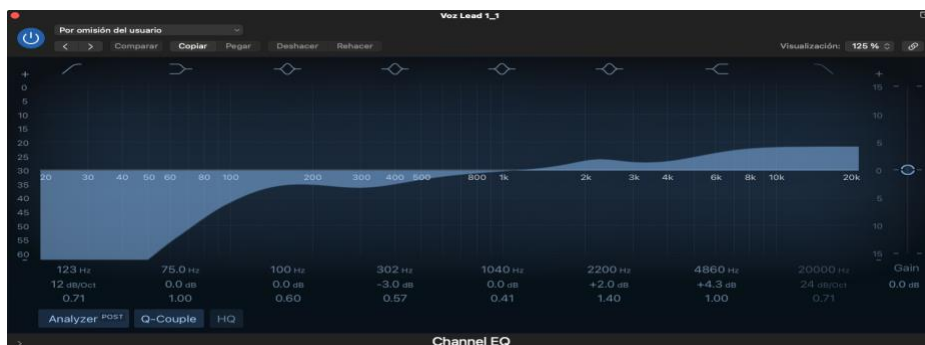 Voz Lead 1_1
Por omisión del usuario
< > Comparar Copiar Pegar Deshacer Rehacer Visualización: 125 %
+ +
0 15
5
10 10
15
20 5
25
30 0
20 30 40 50 60 80 100 200 300 400 500 800 1k 2k 3k 4k 6k 8k 10k 20k
35
40 5
45
50 10
55
60 15
- -
123 Hz 75.0 Hz 100 Hz 302 Hz 1040 Hz 2200 Hz 4860 Hz 20000 Hz Gain
12 dB/Oct 0.0 dB 0.0 dB -3.0 dB 0.0 dB +2.0 dB +4.3 dB 24 dB/Oct 0.0 dB
0.71 1.00 0.60 0.57 0.41 1.40 1.00 0.71
Analyzer POST Q-Couple HQ
Channel EQ